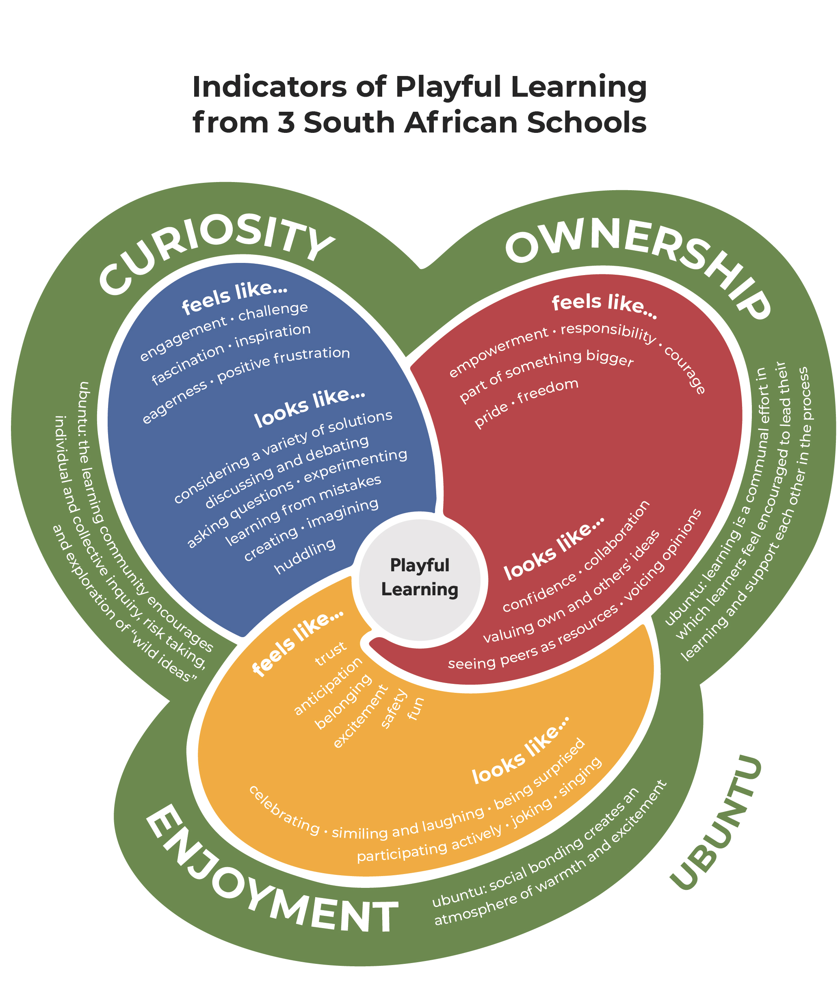 Indicators of Playful Learning
from 3 South African Schools
CURIOSITY
feels like...
engagement • challenge
fascination • inspiration
eagerness • positive frustration
looks like...
considering a variety of solutions
discussing and debating
asking questions • experimenting
learning from mistakes
creating • imagining
huddling
ubuntu: the learning community encourages
individual and collective inquiry, risk taking,
and exploration of “wild ideas”
OWNERSHIP
feels like...
empowerment • responsibility • courage
part of something bigger
pride • freedom
looks like...
confidence • collaboration
valuing own and others’ ideas
seeing peers as resources • voicing opinions
ubuntu: learning is a communal effort in
which learners feel encouraged to lead their
learning and support each other in the process
Playful
Learning
feels like...
trust
anticipation
belonging
excitement
safety
fun
looks like...
celebrating • similing and laughing • being surprised
participating actively • joking • singing
ENJOYMENT
ubuntu: social bonding creates an
atmosphere of warmth and excitement
UBUNTU